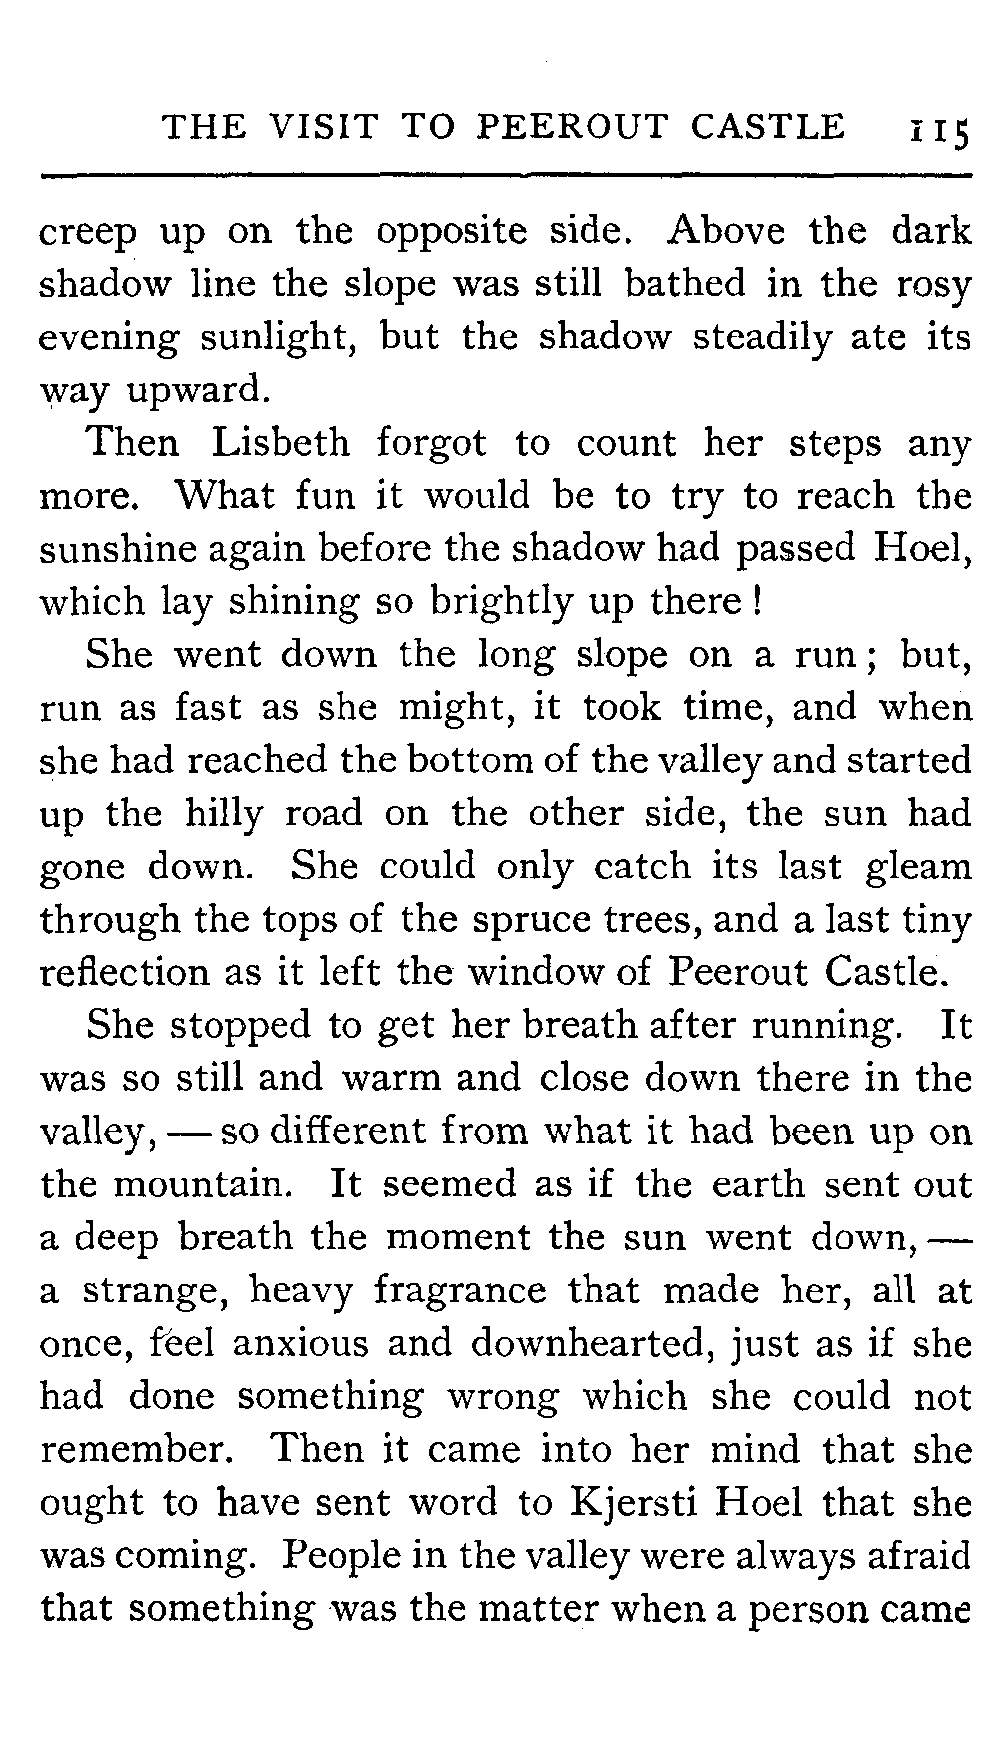 THE VISIT TO PEEROUT CASTLE 115
creep up on the opposite side. Above the dark
shadow line the slope was still bathed in the rosy
evening sunlight, but the shadow steadily ate its
way upward.
Then Lisbeth forgot to count her steps any
more. What fun it would be to try to reach the
sunshine again before the shadow had passed Hoel,
which lay shining so brightly up there!
She went down the long slope on a run; but,
run as fast as she might, it took time, and when
she had reached the bottom of the valley and started
up the hilly road on the other side, the sun had
gone down. She could only catch its last gleam
through the tops of the spruce trees, and a last tiny
reflection as it left the window of Peerout Castle.
She stopped to get her breath after running. It
was so still and warm and close down there in the
valley, — so different from what it had been up on
the mountain. It seemed as if the earth sent out
a deep breath the moment the sun went down, —
a strange, heavy fragrance that made her, all at
once, feel anxious and downhearted, just as if she
had done something wrong which she could not
remember. Then it came into her mind that she
ought to have sent word to Kjersti Hoel that she
was coming. People in the valley were always afraid
that something was the matter when a person came